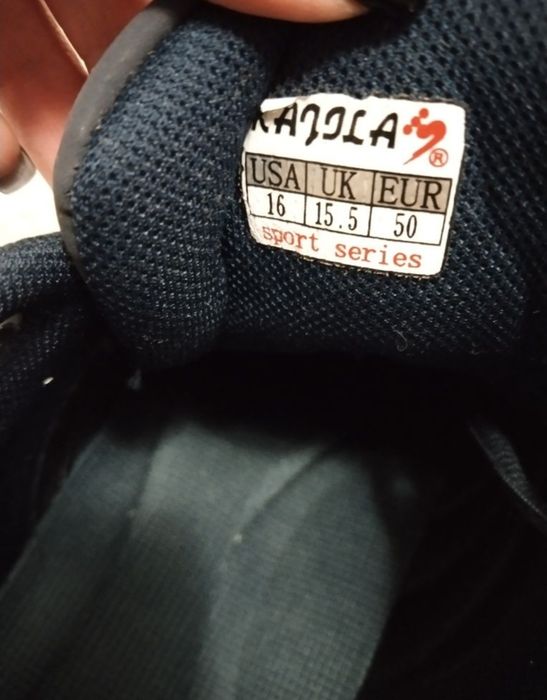 KAJILA ®
USA UK EUR
16 15.5 50
sport series